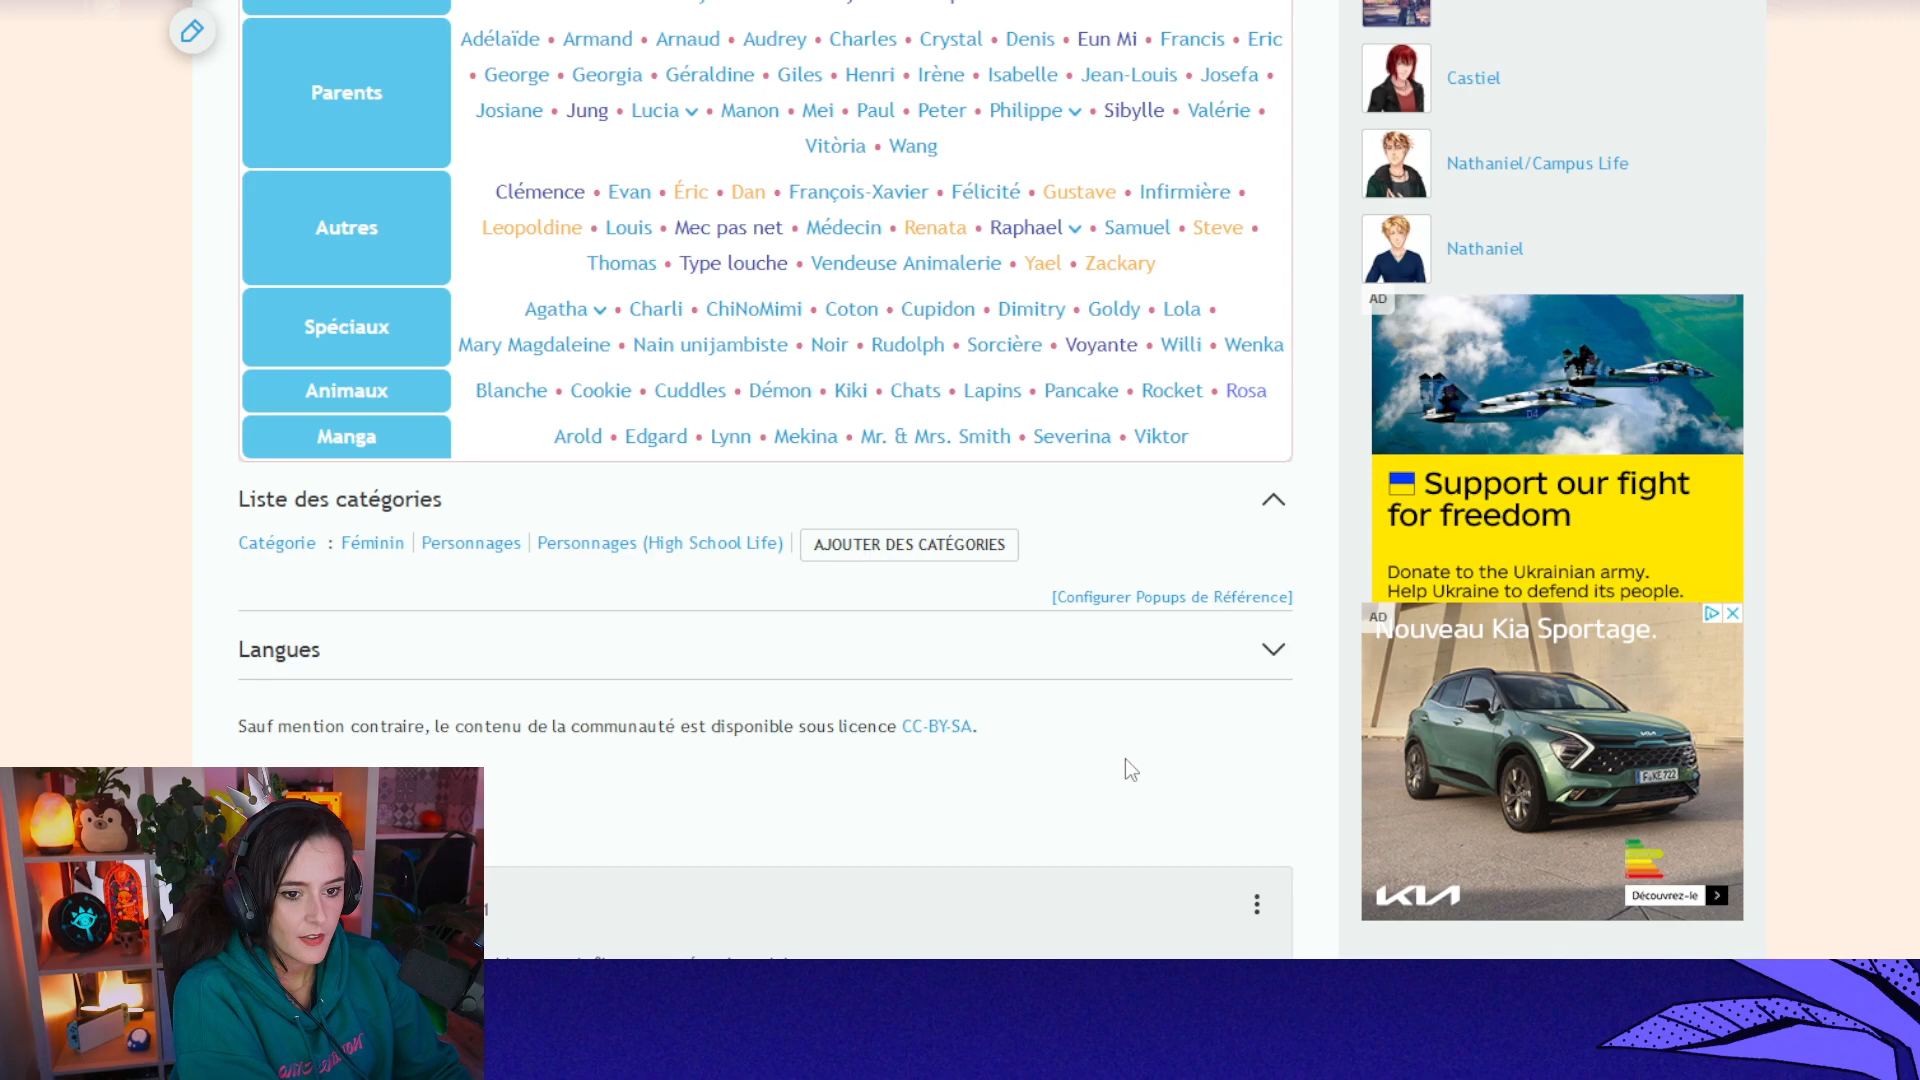 Parents
Adélaïde • Armand • Arnaud • Audrey • Charles • Crystal • Denis • Eun Mi • Francis • Eric
• George • Georgia • Géraldine • Giles • Henri • Irène • Isabelle • Jean-Louis • Josefa •
Josiane • Jung • Lucia • Manon • Mei • Paul • Peter • Philippe • Sibylle • Valérie •
Vitòria • Wang
Autres
Clémence • Evan • Éric • Dan • François-Xavier • Félicité • Gustave • Infirmière •
Leopoldine • Louis • Mec pas net • Médecin • Renata • Raphael • Samuel • Steve •
Thomas • Type louche • Vendeuse Animalerie • Yael • Zackary
Spéciaux
Agatha • Charli • ChiNoMimi • Coton • Cupidon • Dimitry • Goldy • Lola •
Mary Magdaleine • Nain unijambiste • Noir • Rudolph • Sorcière • Voyante • Willi • Wenka
Animaux
Blanche • Cookie • Cuddles • Démon • Kiki • Chats • Lapins • Pancake • Rocket • Rosa
Manga
Arold • Edgard • Lynn • Mekina • Mr. & Mrs. Smith • Severina • Viktor
Liste des catégories
Catégorie : Féminin | Personnages | Personnages (High School Life) | AJOUTER DES CATÉGORIES
[Configurer Popups de Référence]
Langues
Sauf mention contraire, le contenu de la communauté est disponible sous licence CC-BY-SA.
Castiel
Nathaniel/Campus Life
Nathaniel
AD
Support our fight
for freedom
Donate to the Ukrainian army.
Help Ukraine to defend its people.
AD
Nouveau Kia Sportage.
F-KE 722
KIA
Découvrez-le